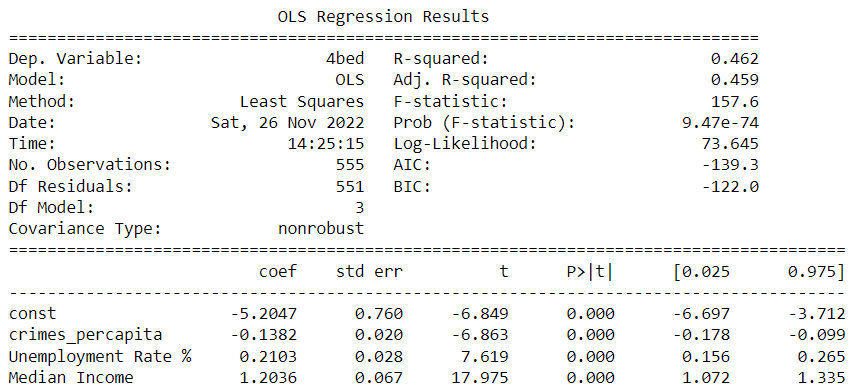 OLS Regression Results
==============================================================================
Dep. Variable: 4bed R-squared: 0.462
Model: OLS Adj. R-squared: 0.459
Method: Least Squares F-statistic: 157.6
Date: Sat, 26 Nov 2022 Prob (F-statistic): 9.47e-74
Time: 14:25:15 Log-Likelihood: 73.645
No. Observations: 555 AIC: -139.3
Df Residuals: 551 BIC: -122.0
Df Model: 3
Covariance Type: nonrobust
=======================================================================================
coef std err t P>|t| [0.025 0.975]
---------------------------------------------------------------------------------------
const -5.2047 0.760 -6.849 0.000 -6.697 -3.712
crimes_percapita -0.1382 0.020 -6.863 0.000 -0.178 -0.099
Unemployment Rate % 0.2103 0.028 7.619 0.000 0.156 0.265
Median Income 1.2036 0.067 17.975 0.000 1.072 1.335